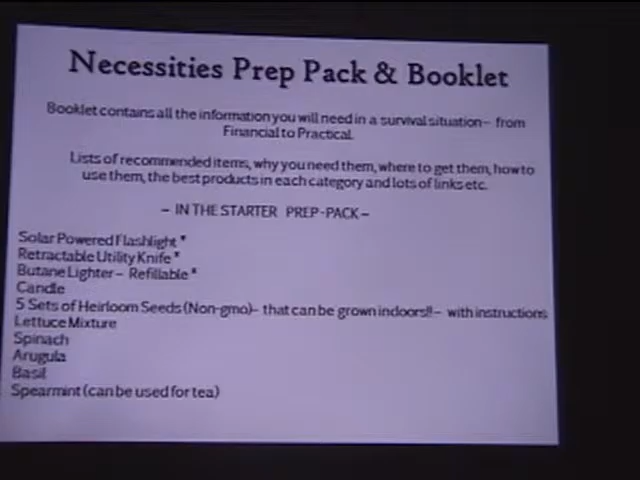 Necessities Prep Pack & Booklet
Booklet contains all the information you will need in a survival situation- from
Financial to Practical.
Lists of recommended items, why you need them, where to get them, how to
use them, the best products in each category and lots of links etc.
- IN THE STARTER PREP-PACK-
Solar Powered Flashlight *
Retractable Utility Knife *
Butane Lighter- Refillable *
Candle
5 Sets of Heirloom Seeds (Non-gmo)- that can be grown indoors!!- with instructions
Lettuce Mixture
Spinach
Arugula
Basil
Spearmint (can be used for tea)